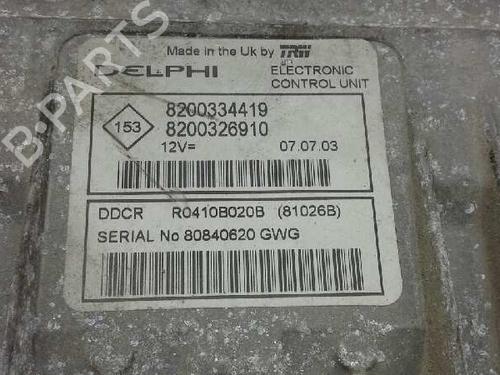 Made in the Uk by TRW
DELPHI
ELECTRONIC
CONTROL UNIT
153
8200334419
8200326910
12V=
07.07.03
DDCR R0410B020B (81026B)
SERIAL No 80840620 GWG
B-PARTS